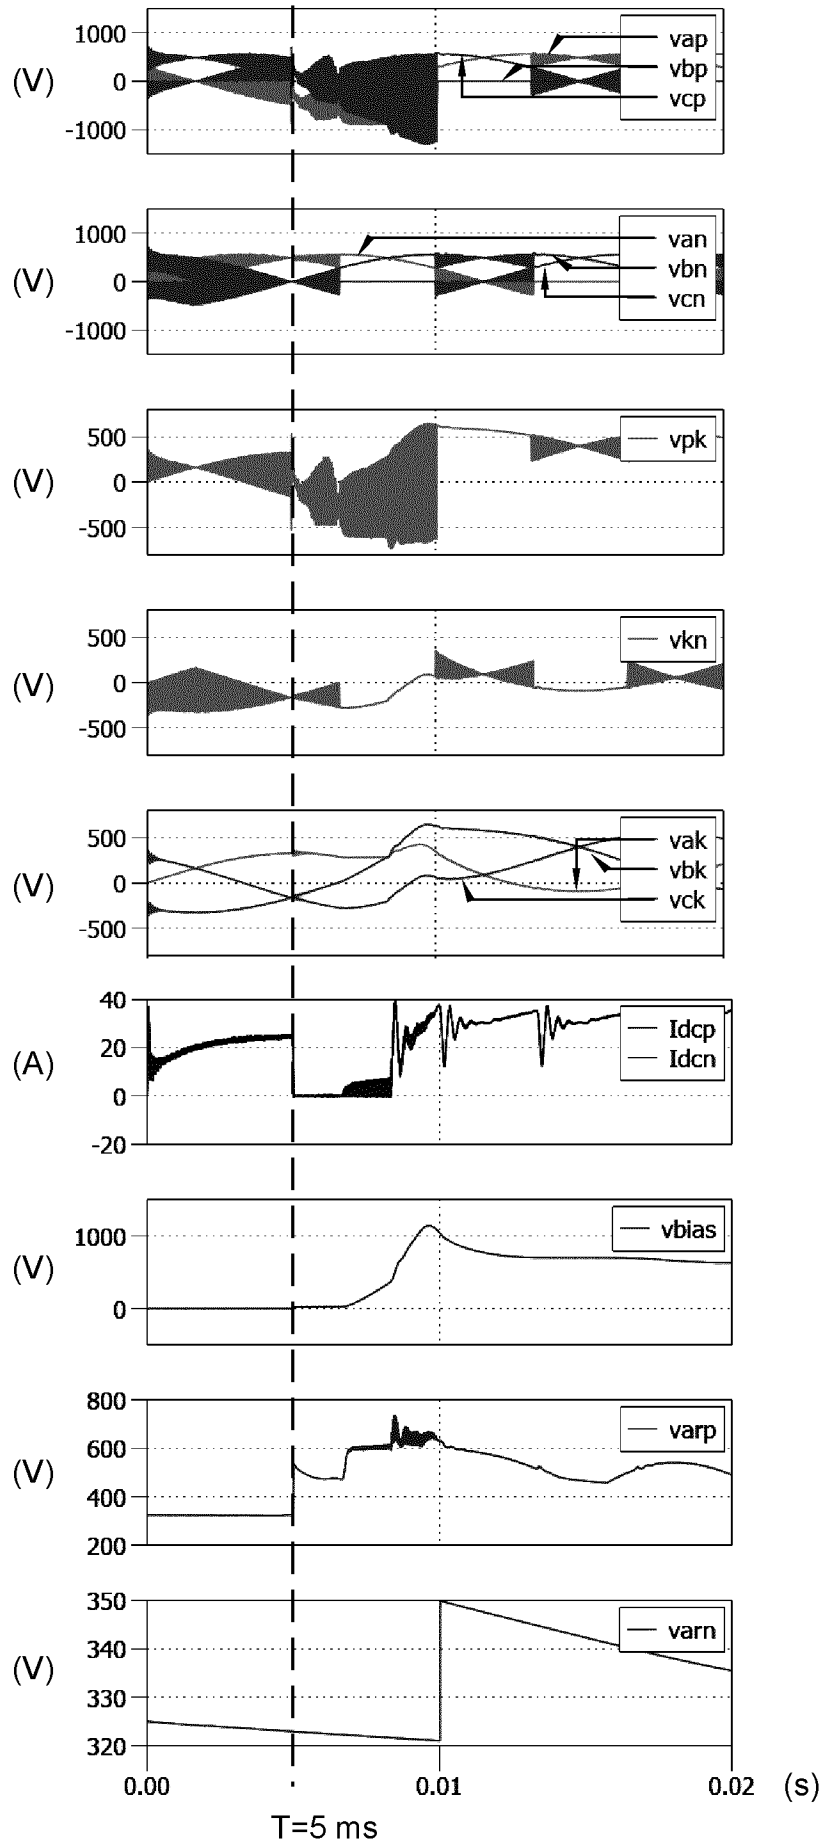 1000
(V)
0
-1000
vap
vbp
vcp
1000
(V)
0
-1000
van
vbn
vcn
500
(V)
0
-500
vpk
500
(V)
0
-500
vkn
500
(V)
0
-500
vak
vbk
vck
40
20
(A)
0
-20
Idcp
Idcn
1000
(V)
0
vbias
800
600
(V)
400
200
varp
350
340
(V)
330
320
varn
0.00 0.01 0.02 (s)
T=5 ms